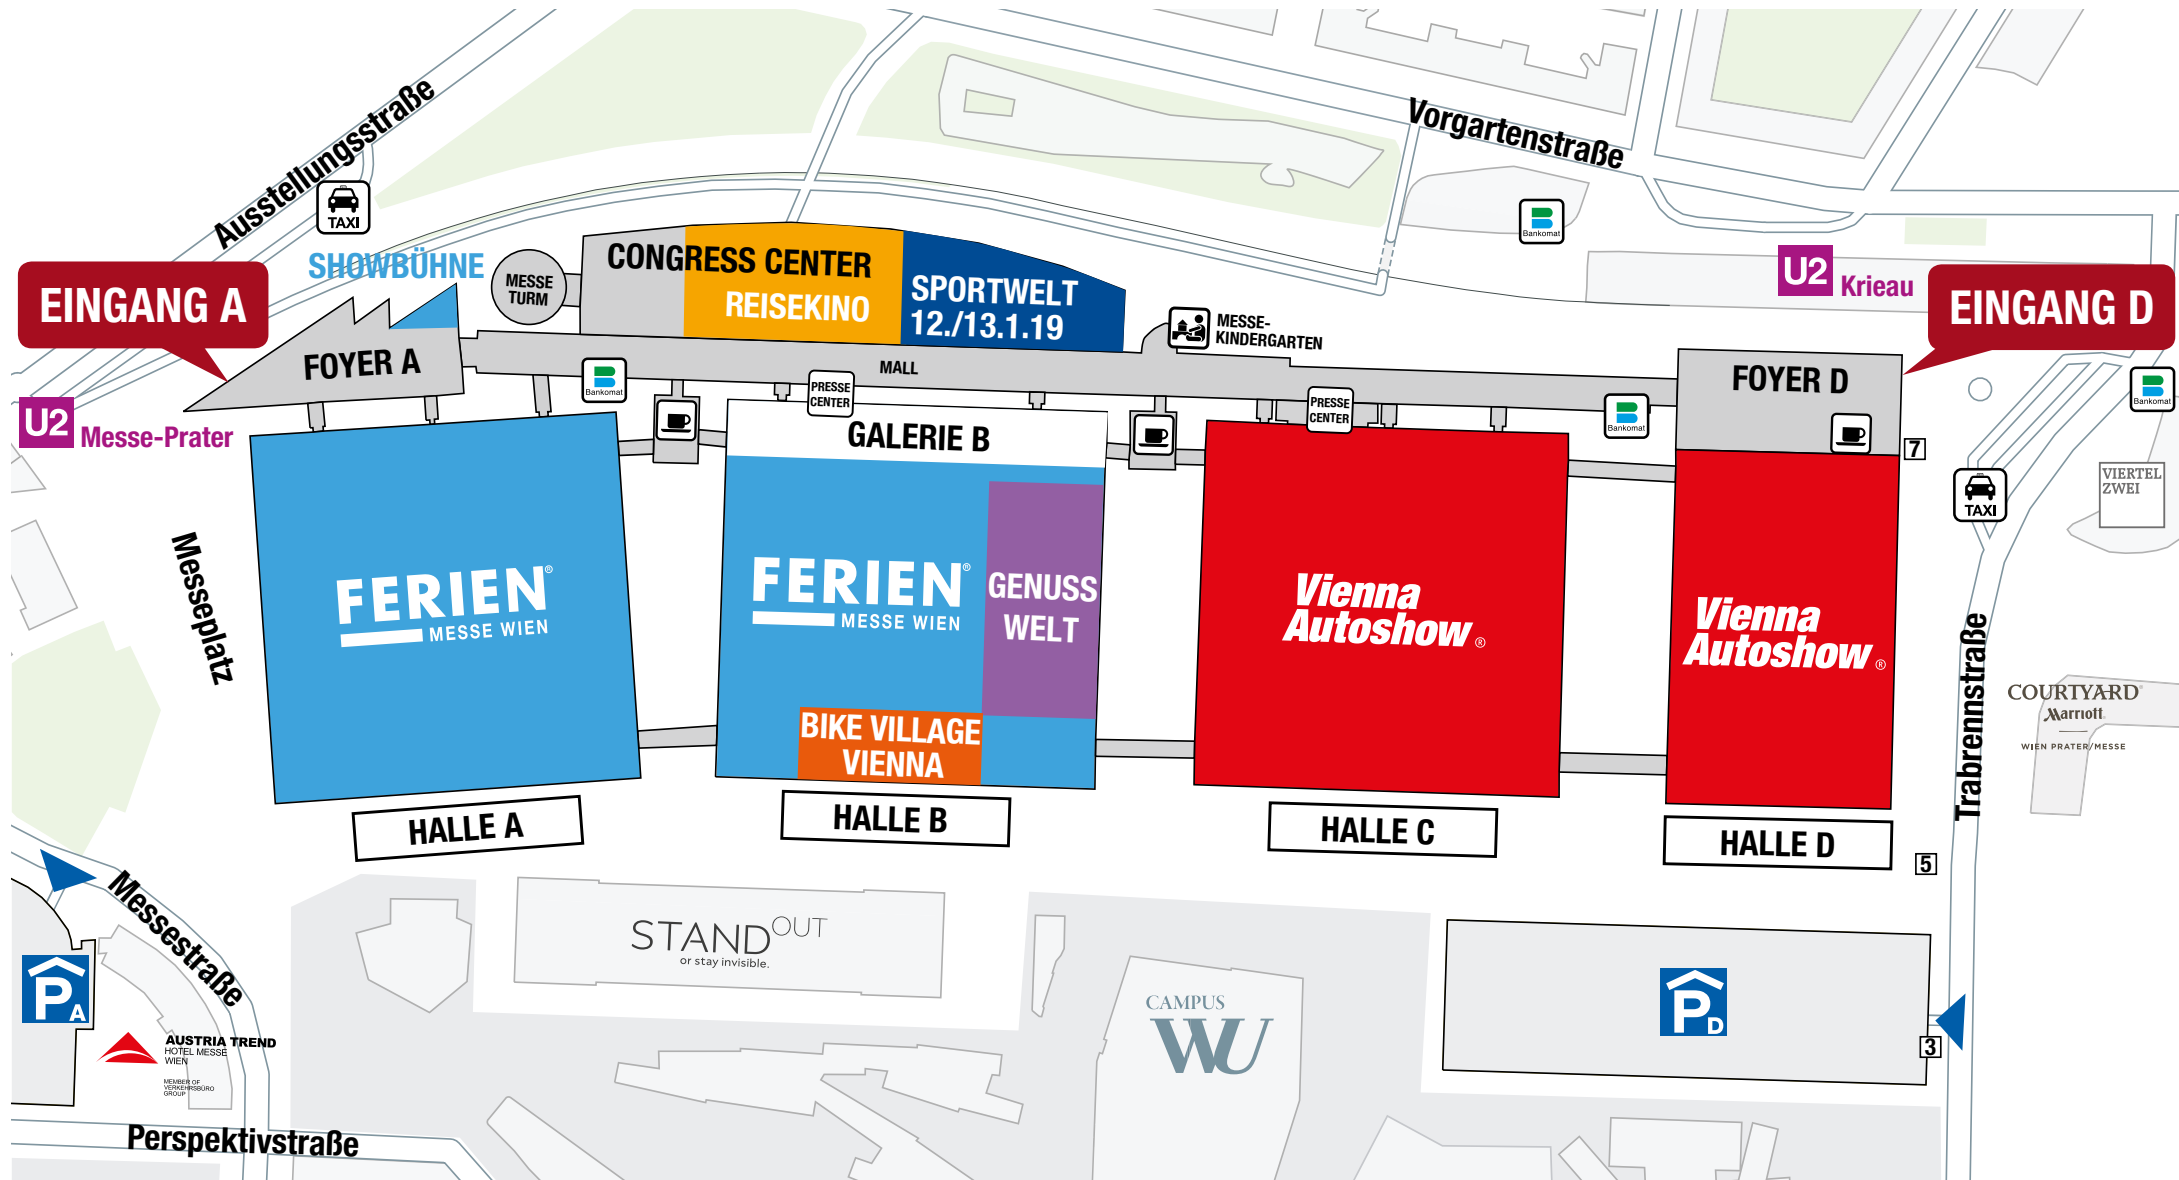 Ausstellungsstraße
TAXI
Vorgartenstraße
Bankomat
SHOWBÜHNE
MESSE
TURM
CONGRESS CENTER
REISEKINO
SPORTWELT
12./13.1.19
U2 Krieau
EINGANG A
EINGANG D
MESSE-
KINDERGARTEN
FOYER A
MALL
FOYER D
Bankomat
PRESSE
CENTER
PRESSE
CENTER
Bankomat
Bankomat
U2 Messe-Prater
GALERIE B
7
VIERTEL
ZWEI
TAXI
Messeplatz
FERIEN®
MESSE WIEN
FERIEN®
MESSE WIEN
GENUSS
WELT
Vienna
Autoshow®
Vienna
Autoshow®
Trabrennstraße
COURTYARD®
Marriott
WIEN PRATER/MESSE
BIKE VILLAGE
VIENNA
HALLE A
HALLE B
HALLE C
HALLE D
5
Messestraße
STANDOUT
or stay invisible.
P A
CAMPUS
WU
P D
3
AUSTRIA TREND
HOTEL MESSE
WIEN
MEMBER OF
VERKEHRSBÜRO
GROUP
Perspektivstraße